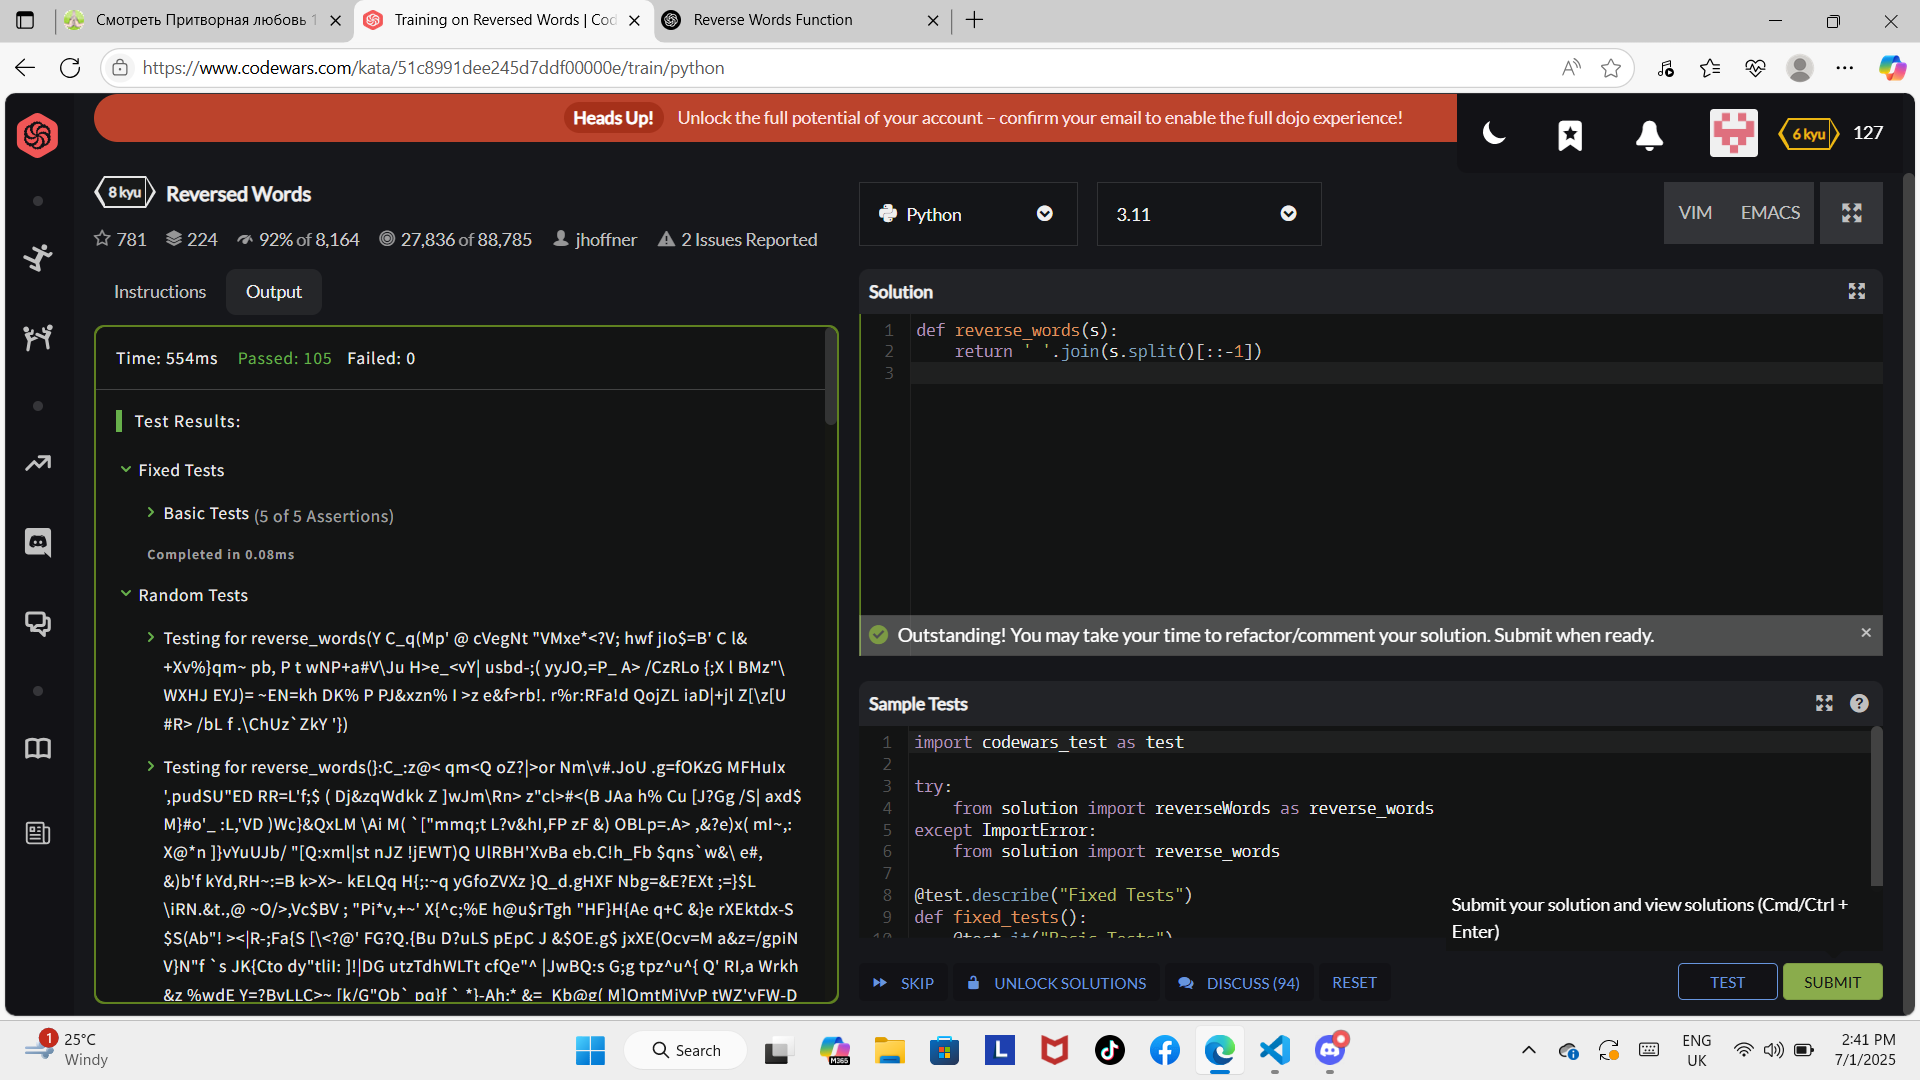 Смотреть Притворная любовь 1
Training on Reversed Words | Cod
Reverse Words Function
https://www.codewars.com/kata/51c8991dee245d7ddf00000e/train/python
Heads Up! Unlock the full potential of your account – confirm your email to enable the full dojo experience!
6 kyu 127
8 kyu Reversed Words
781 224 92% of 8,164 27,836 of 88,785 jhoffner 2 Issues Reported
Python 3.11 VIM EMACS
Instructions Output
Time: 554ms Passed: 105 Failed: 0
Test Results:
Fixed Tests
Basic Tests (5 of 5 Assertions)
Completed in 0.08ms
Random Tests
Testing for reverse_words(Y C_q(Mp' @ cVegNt "VMxe*<?V; hwf jIo$=B' C l&
+Xv%}qm~ pb, P t wNP+a#V\Ju H>e_<vY| usbd-;( yyJO,=P_ A> /CzRLo {;X l BMz"\
WXHJ EYJ)= ~EN=kh DK% P PJ&xzn% I >z e&f>rb!. r%r:RFa!d QojZL iaD|+jl Z[\z[U
#R> /bL f .\ChUz`ZkY '})
Testing for reverse_words(}:C_:z@< qm<Q oZ?|>or Nm\v#.JoU .g=fOKzG MFHuIx
',pudSU"ED RR=L'f;$ ( Dj&zqWdkk Z ]wJm\Rn> z"cl>#<(B JAa h% Cu [J?Gg /S| axd$
M}#o'_ :L,'VD )Wc}&QxLM \Ai M( `["mmq;t L?v&hI,FP zF &) OBLp=.A> ,&?e)x( mI~,:
X@*n ]}vYuUJb/ "[Q:xml|st nJZ !jEWT)Q UlRBH'XvBa eb.C!h_Fb $qns`w&\ e#,
&)b'f kYd,RH~:=B k>X>- kELQq H{;:~q yGfoZVXz }Q_d.gHXF Nbg=&E?EXt ;=}$L
\iRN.&t.,@ ~O/>,Vc$BV ; "Pi*v,+~' X{^c;%E h@u$rTgh "HF}H{Ae q+C &}e rXEktdx-S
$S(Ab"! ><|R-;Fa{S [\<?@' FG?Q.{Bu D?uLS pEpC J &$OE.g$ jxXE(Ocv=M a&z=/gpiN
V}N"f `s JK{Cto dy"tliI: ]!|DG utzTdhWLTt cfQe"^ |JwBQ:s G;g tpz^u^{ Q' RI,a Wrkh
&z %wdE Y=?BvLLC>~ [k/G"Ob` pq}f ` *}-Ah:* &= Kb@g( M]OmtMjVyP tWZ'yFW-D
Solution
1 def reverse_words(s):
2 return ' '.join(s.split()[::-1])
3
Outstanding! You may take your time to refactor/comment your solution. Submit when ready.
Sample Tests
1 import codewars_test as test
2
3 try:
4 from solution import reverseWords as reverse_words
5 except ImportError:
6 from solution import reverse_words
7
8 @test.describe("Fixed Tests")
9 def fixed_tests():
10 @test.it("Basic Tests")
Submit your solution and view solutions (Cmd/Ctrl +
Enter)
SKIP UNLOCK SOLUTIONS DISCUSS (94) RESET TEST SUBMIT
1 25°C
Windy
Search
M365
L
ENG
UK
2:41 PM
7/1/2025